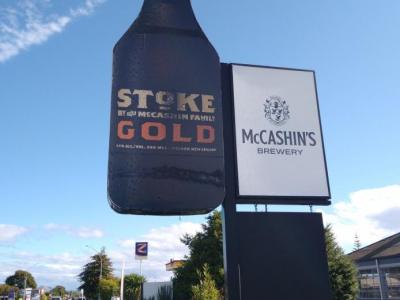 STOKE
BY THE McCASHIN FAMILY
GOLD
McCASHIN'S
BREWERY
Z